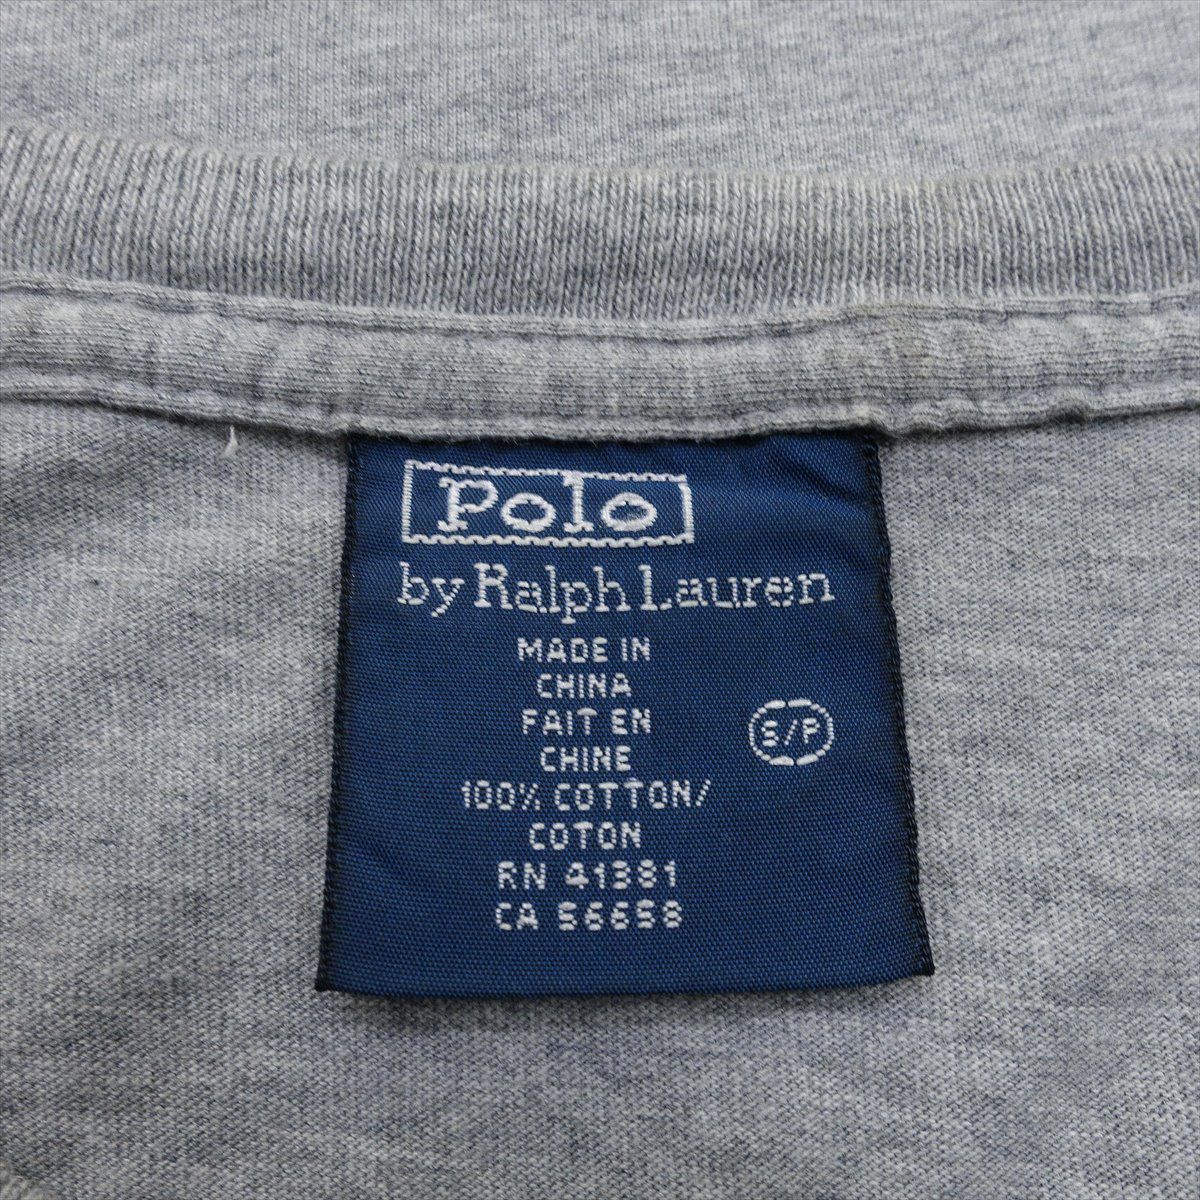 Polo
by Ralph Lauren
MADE IN
CHINA
FAIT EN
CHINE
S/P
100% COTTON/
COTON
RN 41381
CA 56658